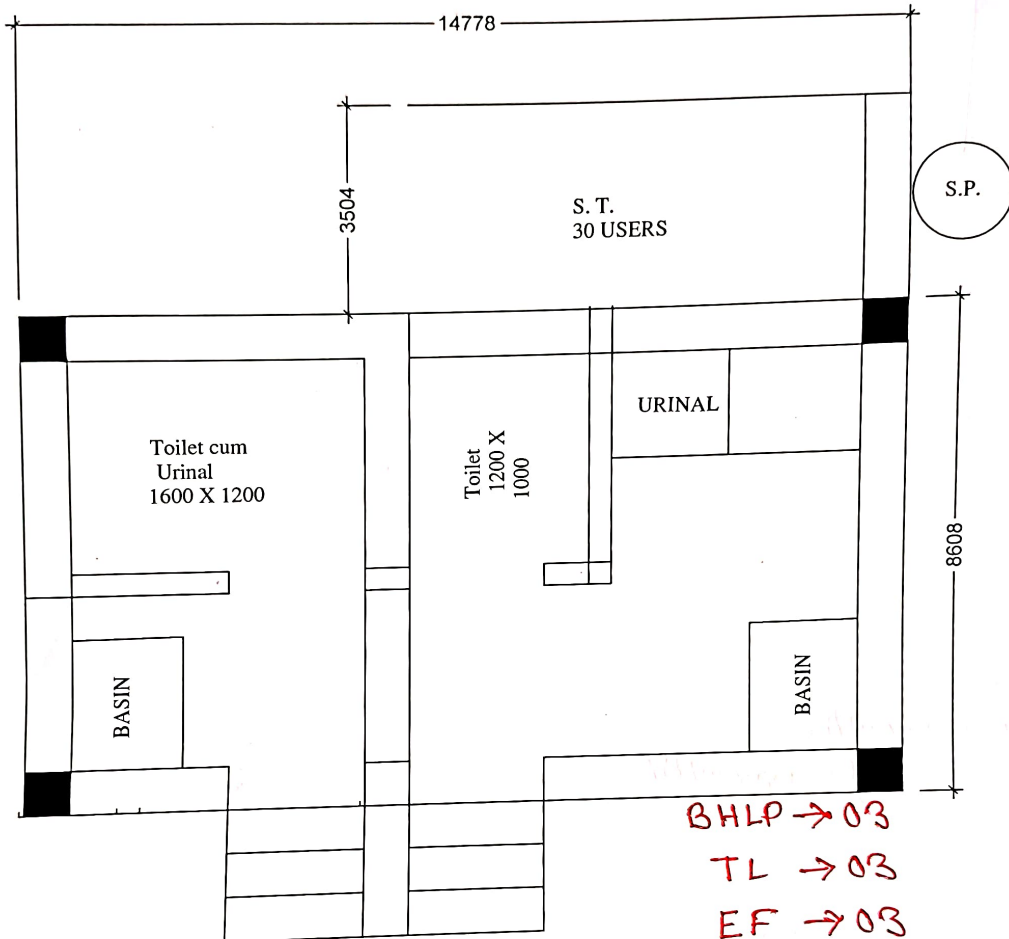 14778
3504
S. T.
30 USERS
S.P.
URINAL
Toilet cum
Urinal
1600 X 1200
Toilet
1200 X
1000
8608
BASIN
BASIN
BHLP → 03
TL → 03
EF → 03